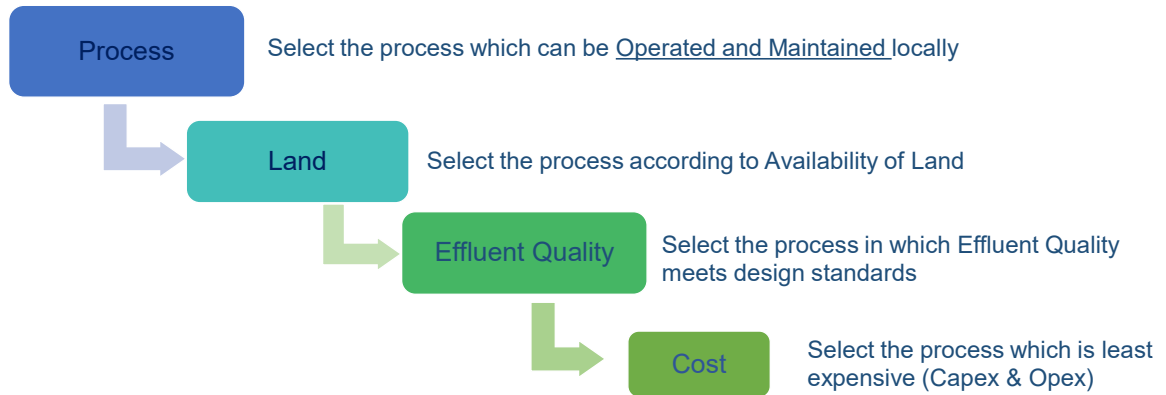 Process
Select the process which can be Operated and Maintained locally
Land
Select the process according to Availability of Land
Effluent Quality
Select the process in which Effluent Quality
meets design standards
Cost
Select the process which is least
expensive (Capex & Opex)